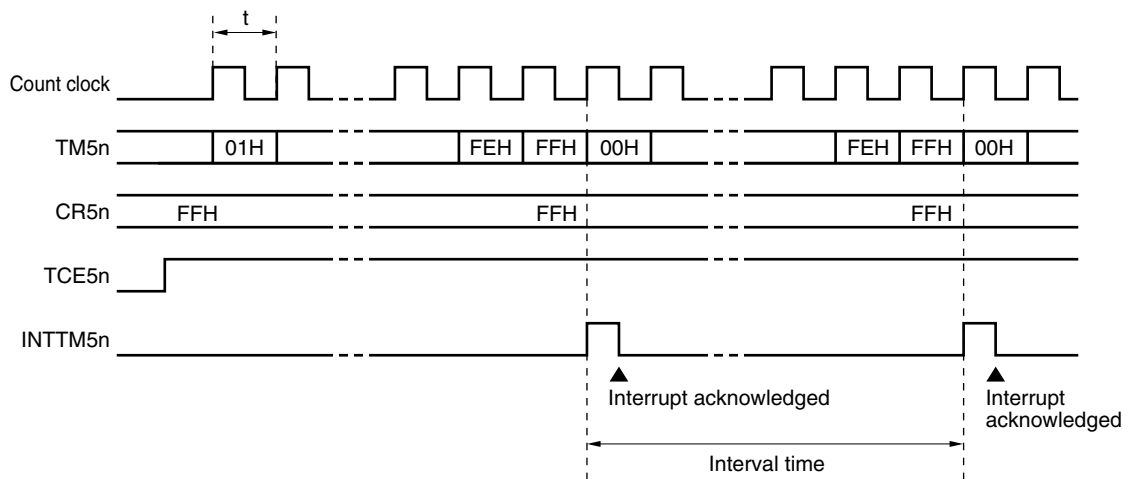 t
Count clock
TM5n 01H FEH FFH 00H FEH FFH 00H
CR5n FFH FFH FFH
TCE5n
INTTM5n
Interrupt acknowledged Interrupt
acknowledged
Interval time